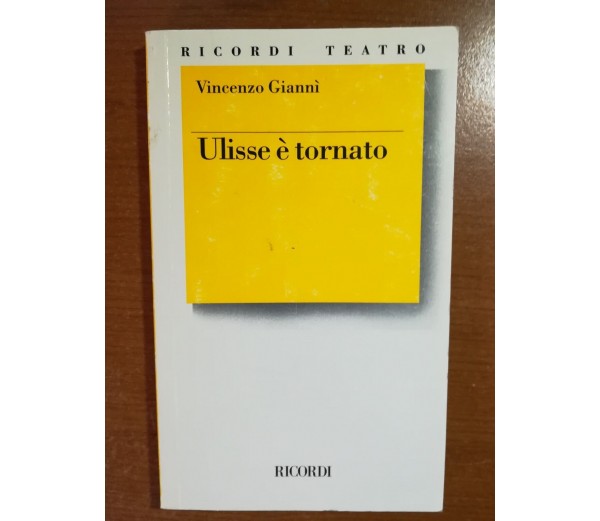 RICORDI TEATRO
Vincenzo Giannì
Ulisse è tornato
RICORDI